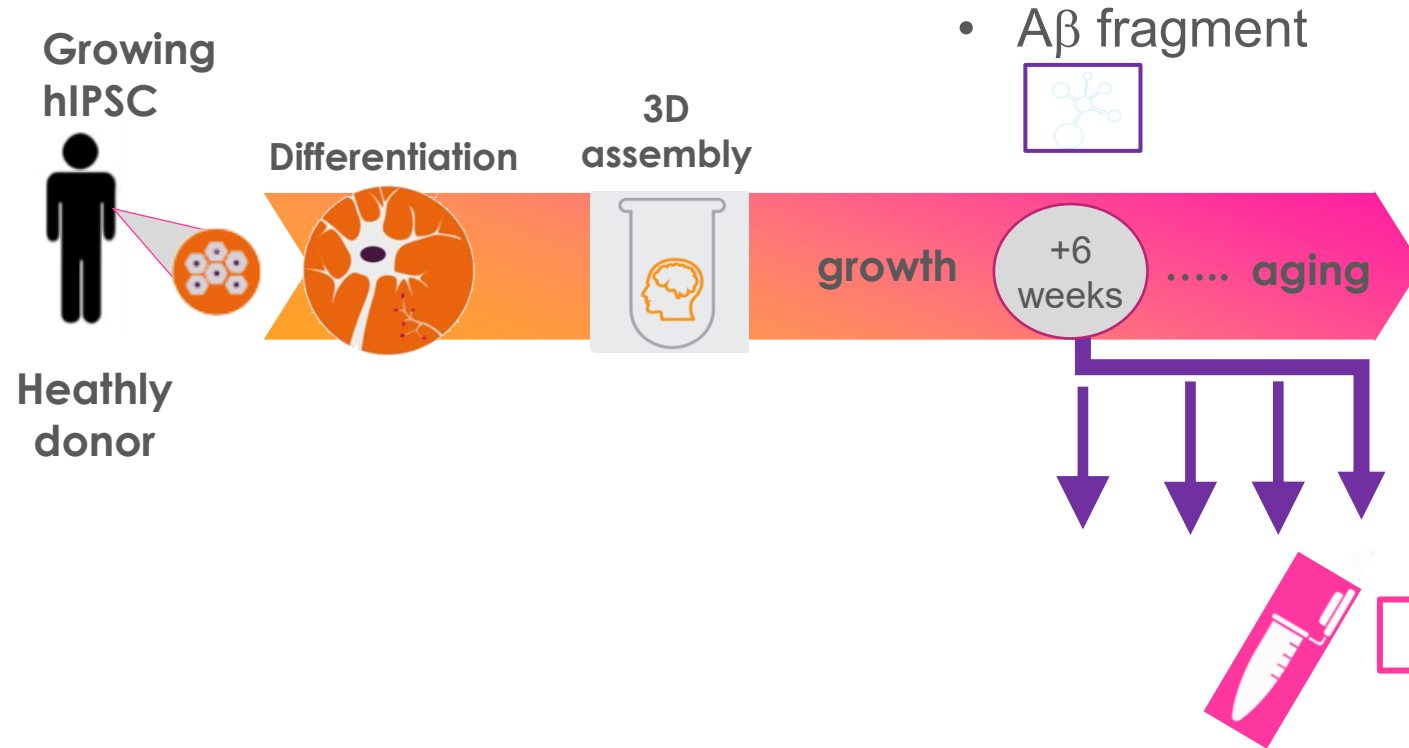 • Aβ fragment
Growing
hIPSC
Differentiation
3D
assembly
growth
+6
weeks
..... aging
Heathly
donor